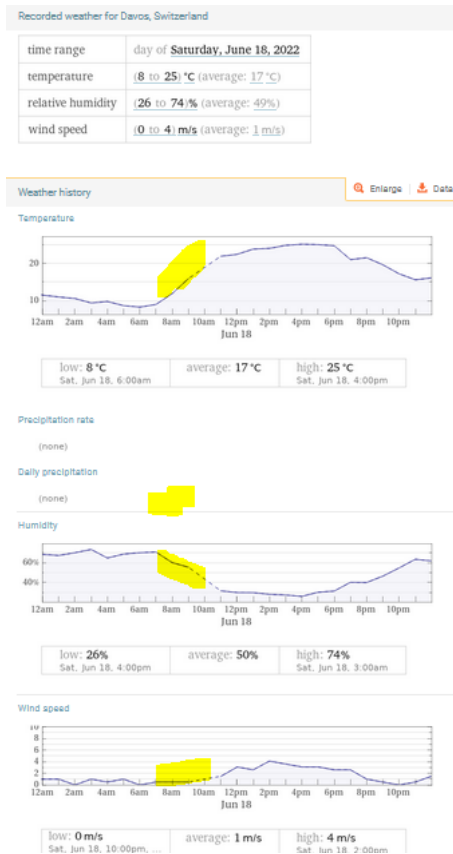 Recorded weather for Davos, Switzerland
time range day of Saturday, June 18, 2022
temperature (8 to 25) °C (average: 17 °C)
relative humidity (26 to 74)% (average: 49%)
wind speed (0 to 4) m/s (average: 1 m/s)
Weather history Enlarge Data
Temperature
20
10
12am 2am 4am 6am 8am 10am 12pm 2pm 4pm 6pm 8pm 10pm
Jun 18
low: 8 °C average: 17 °C high: 25 °C
Sat, Jun 18, 6:00am Sat, Jun 18, 4:00pm
Precipitation rate
(none)
Daily precipitation
(none)
Humidity
60%
40%
12am 2am 4am 6am 8am 10am 12pm 2pm 4pm 6pm 8pm 10pm
Jun 18
low: 26% average: 50% high: 74%
Sat, Jun 18, 4:00pm Sat, Jun 18, 3:00am
Wind speed
10
8
6
4
2
0
12am 2am 4am 6am 8am 10am 12pm 2pm 4pm 6pm 8pm 10pm
Jun 18
low: 0 m/s average: 1 m/s high: 4 m/s
Sat, Jun 18, 10:00pm, ... Sat, Jun 18, 2:00pm